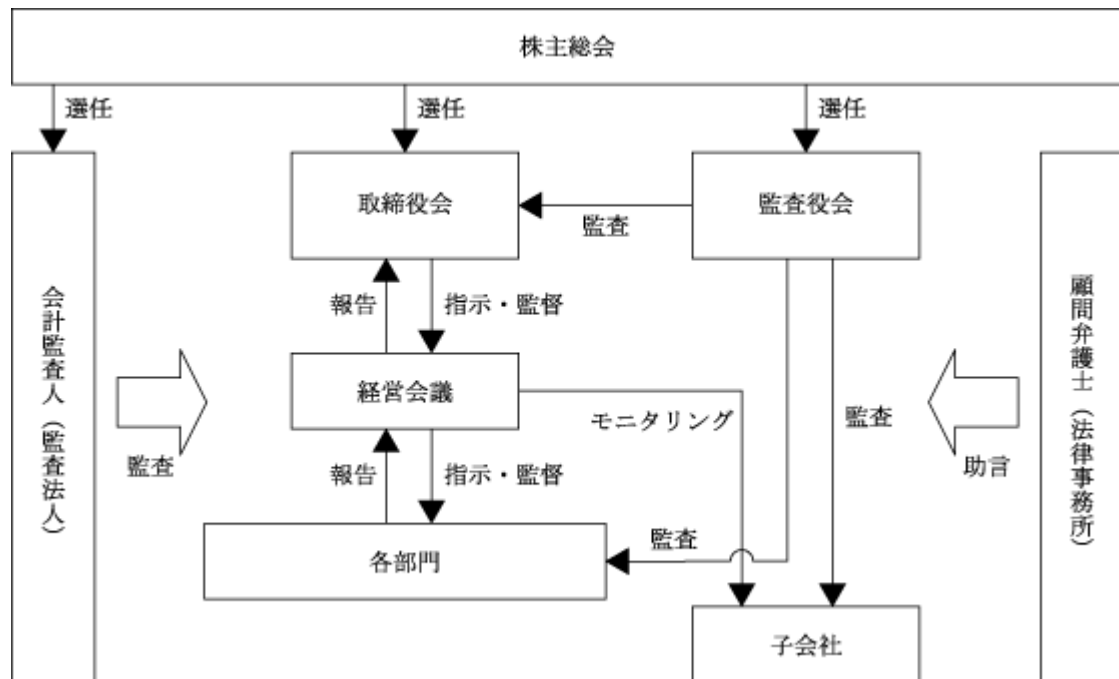 株主総会
選任
選任
選任
取締役会
監査役会
監査
会計監査人（監査法人）
顧問弁護士（法律事務所）
報告
指示・監督
経営会議
モニタリング
監査
監査
助言
報告
指示・監督
各部門
監査
子会社